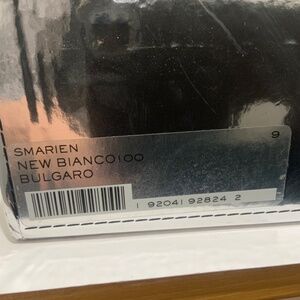 SMARIEN 9
NEW BIANCO100
BULGARO
1 92041 92824 2